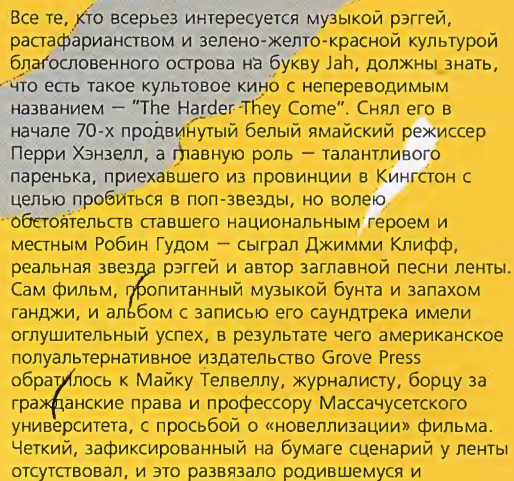 Все те, кто всерьез интересуется музыкой рэггей,
растафарианством и зелено-желто-красной культурой
благословенного острова на букву Jah, должны знать,
что есть такое культовое кино с непереводимым
названием — "The Harder They Come". Снял его в
начале 70-х продвинутый белый ямайский режиссер
Перри Хэнзелл, а главную роль — талантливого
паренька, приехавшего из провинции в Кингстон с
целью пробиться в поп-звезды, но волею
обстоятельств ставшего национальным героем и
местным Робин Гудом — сыграл Джимми Клифф,
реальная звезда рэггей и автор заглавной песни ленты.
Сам фильм, пропитанный музыкой бунта и запахом
ганджи, и альбом с записью его саундтрека имели
оглушительный успех, в результате чего американское
полуальтернативное издательство Grove Press
обратилось к Майку Телвеллу, журналисту, борцу за
гражданские права и профессору Массачусетского
университета, с просьбой о «новеллизации» фильма.
Четкий, зафиксированный на бумаге сценарий у ленты
отсутствовал, и это развязало родившемуся и